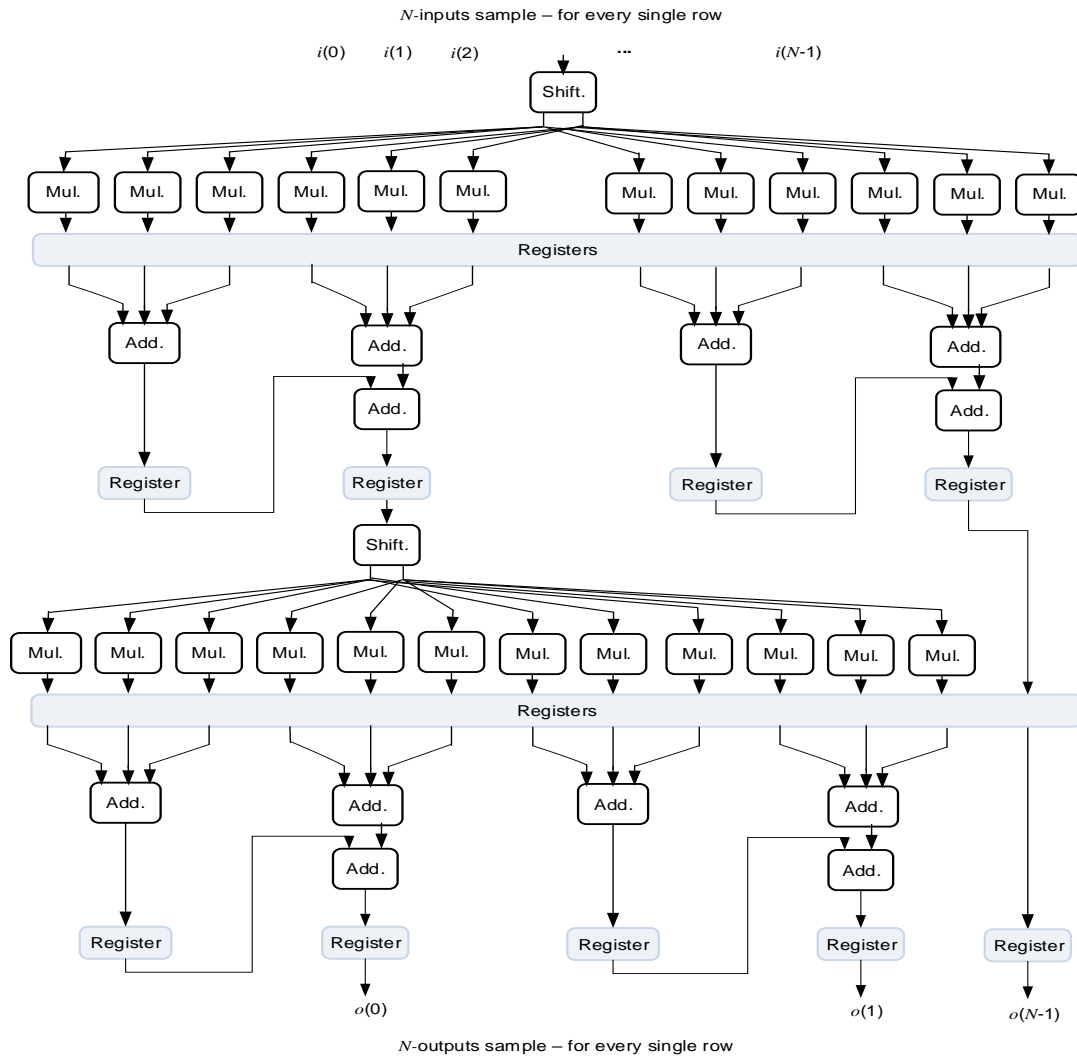 N-inputs sample – for every single row
i(0) i(1) i(2) ... i(N-1)
Shift.
Mul. Mul. Mul. Mul. Mul. Mul. Mul. Mul. Mul. Mul. Mul. Mul.
Registers
Add. Add. Add. Add.
Add. Add.
Register Register Register Register
Shift.
Mul. Mul. Mul. Mul. Mul. Mul. Mul. Mul. Mul. Mul. Mul. Mul.
Registers
Add. Add. Add. Add.
Add. Add.
Register Register Register Register Register
o(0) o(1) o(N-1)
N-outputs sample – for every single row